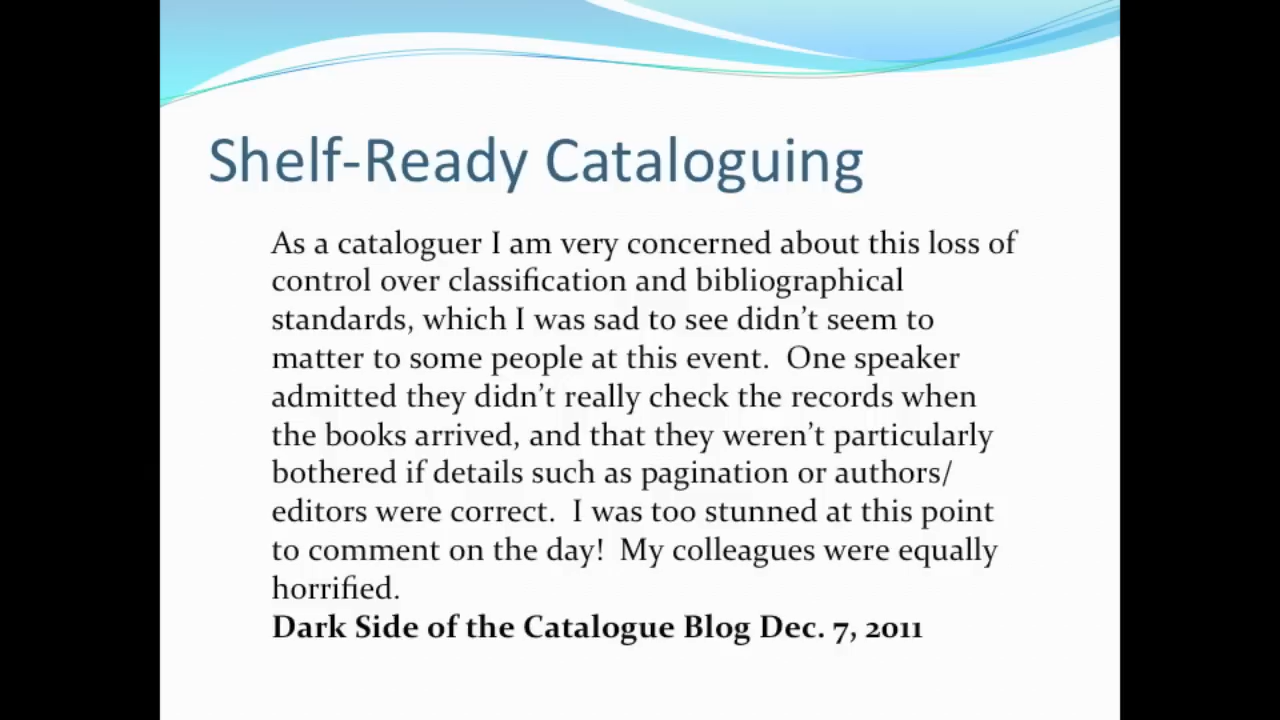 Shelf-Ready Cataloguing
As a cataloguer I am very concerned about this loss of
control over classification and bibliographical
standards, which I was sad to see didn’t seem to
matter to some people at this event.  One speaker
admitted they didn’t really check the records when
the books arrived, and that they weren’t particularly
bothered if details such as pagination or authors/
editors were correct.  I was too stunned at this point
to comment on the day!  My colleagues were equally
horrified.
Dark Side of the Catalogue Blog Dec. 7, 2011